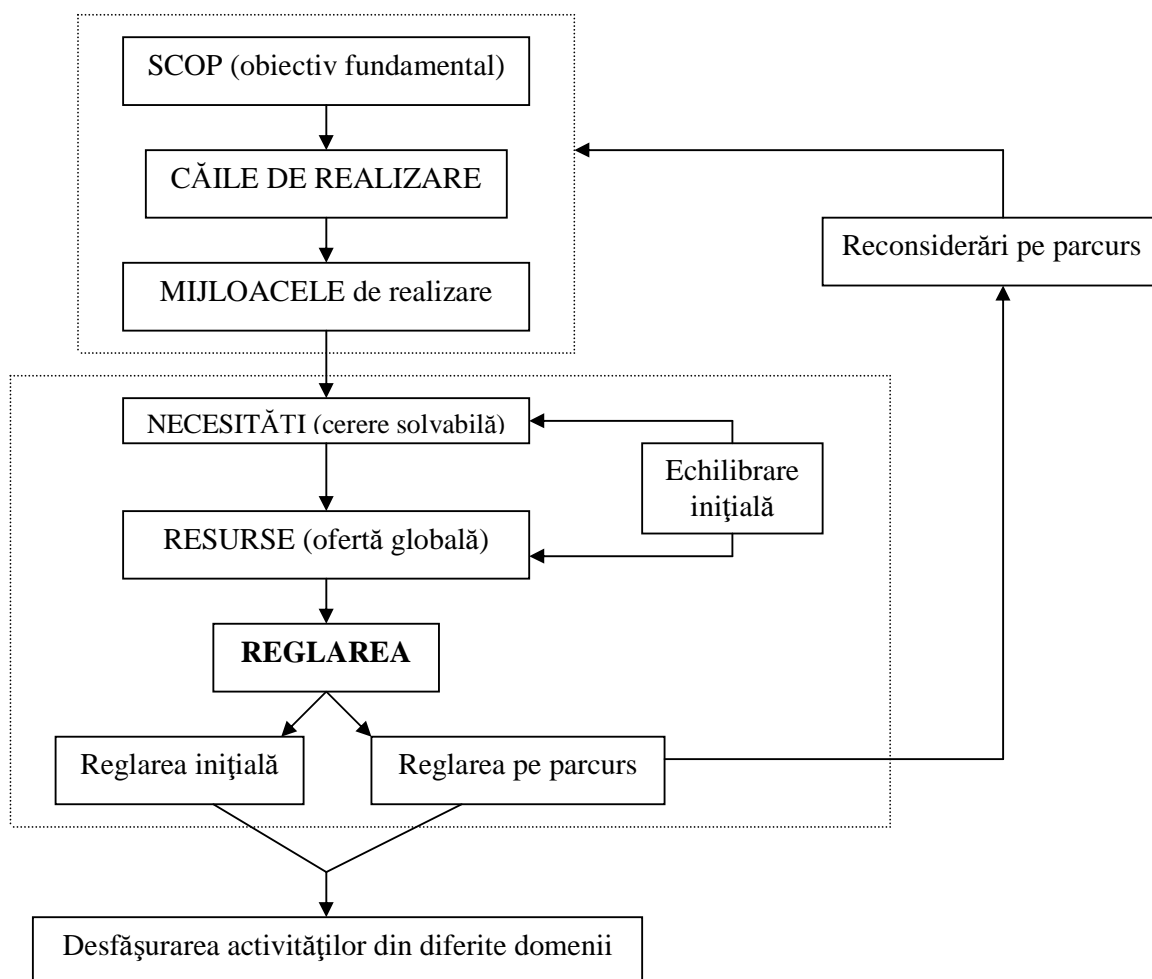 SCOP (obiectiv fundamental)
CĂILE DE REALIZARE
Reconsiderări pe parcurs
MIJLOACELE de realizare
NECESITĂTI (cerere solvabilă)
Echilibrare
iniţială
RESURSE (ofertă globală)
REGLAREA
Reglarea iniţială
Reglarea pe parcurs
Desfăşurarea activităţilor din diferite domenii